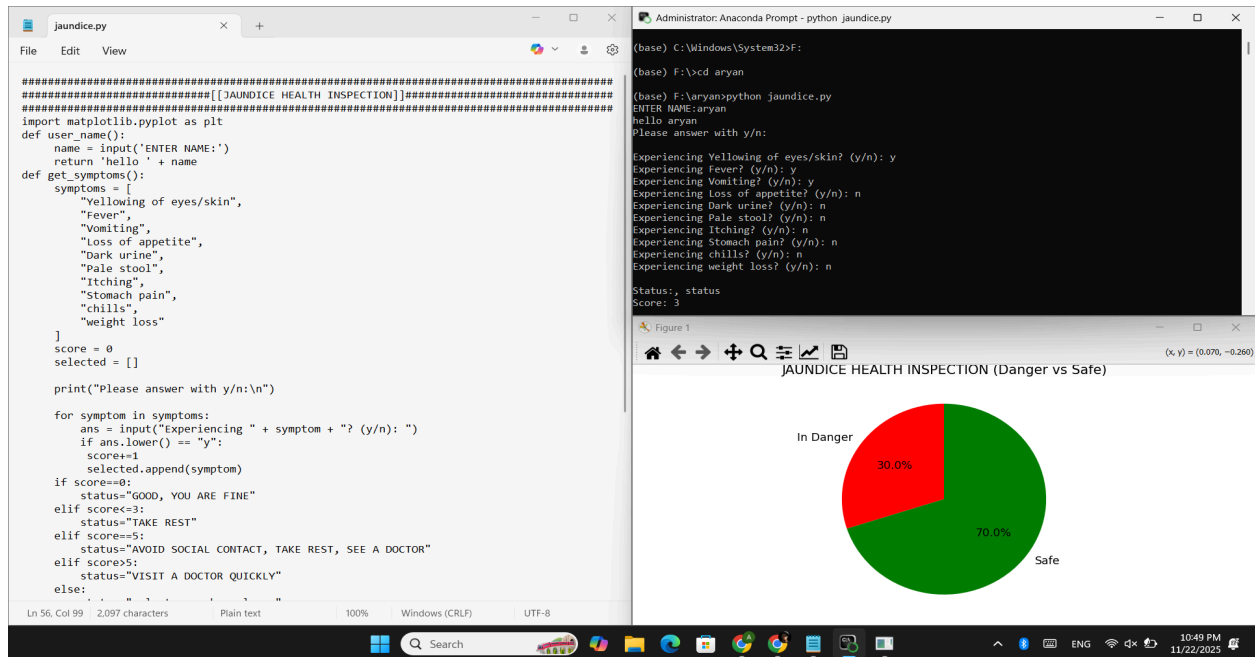 jaundice.py
File Edit View
###########################################################################################
#############################[[JAUNDICE HEALTH INSPECTION]]################################
###########################################################################################
import matplotlib.pyplot as plt
def user_name():
    name = input('ENTER NAME:')
    return 'hello ' + name
def get_symptoms():
    symptoms = [
        "Yellowing of eyes/skin",
        "Fever",
        "Vomiting",
        "Loss of appetite",
        "Dark urine",
        "Pale stool",
        "Itching",
        "Stomach pain",
        "chills",
        "weight loss"
    ]
    score = 0
    selected = []
    print("Please answer with y/n:\n")
    for symptom in symptoms:
        ans = input("Experiencing " + symptom + "? (y/n): ")
        if ans.lower() == "y":
         score+=1
         selected.append(symptom)
    if score==0:
        status="GOOD, YOU ARE FINE"
    elif score<=3:
        status="TAKE REST"
    elif score==5:
        status="AVOID SOCIAL CONTACT, TAKE REST, SEE A DOCTOR"
    elif score>5:
        status="VISIT A DOCTOR QUICKLY"
    else:
Ln 56, Col 99 2,097 characters Plain text 100% Windows (CRLF) UTF-8
Administrator: Anaconda Prompt - python  jaundice.py
(base) C:\Windows\System32>F:
(base) F:\>cd aryan
(base) F:\aryan>python jaundice.py
ENTER NAME:aryan
hello aryan
Please answer with y/n:
Experiencing Yellowing of eyes/skin? (y/n): y
Experiencing Fever? (y/n): y
Experiencing Vomiting? (y/n): y
Experiencing Loss of appetite? (y/n): n
Experiencing Dark urine? (y/n): n
Experiencing Pale stool? (y/n): n
Experiencing Itching? (y/n): n
Experiencing Stomach pain? (y/n): n
Experiencing chills? (y/n): n
Experiencing weight loss? (y/n): n
Status:, status
Score: 3
Figure 1
(x, y) = (0.070, −0.260)
JAUNDICE HEALTH INSPECTION (Danger vs Safe)
In Danger
30.0%
70.0%
Safe
Search
ENG
10:49 PM
11/22/2025